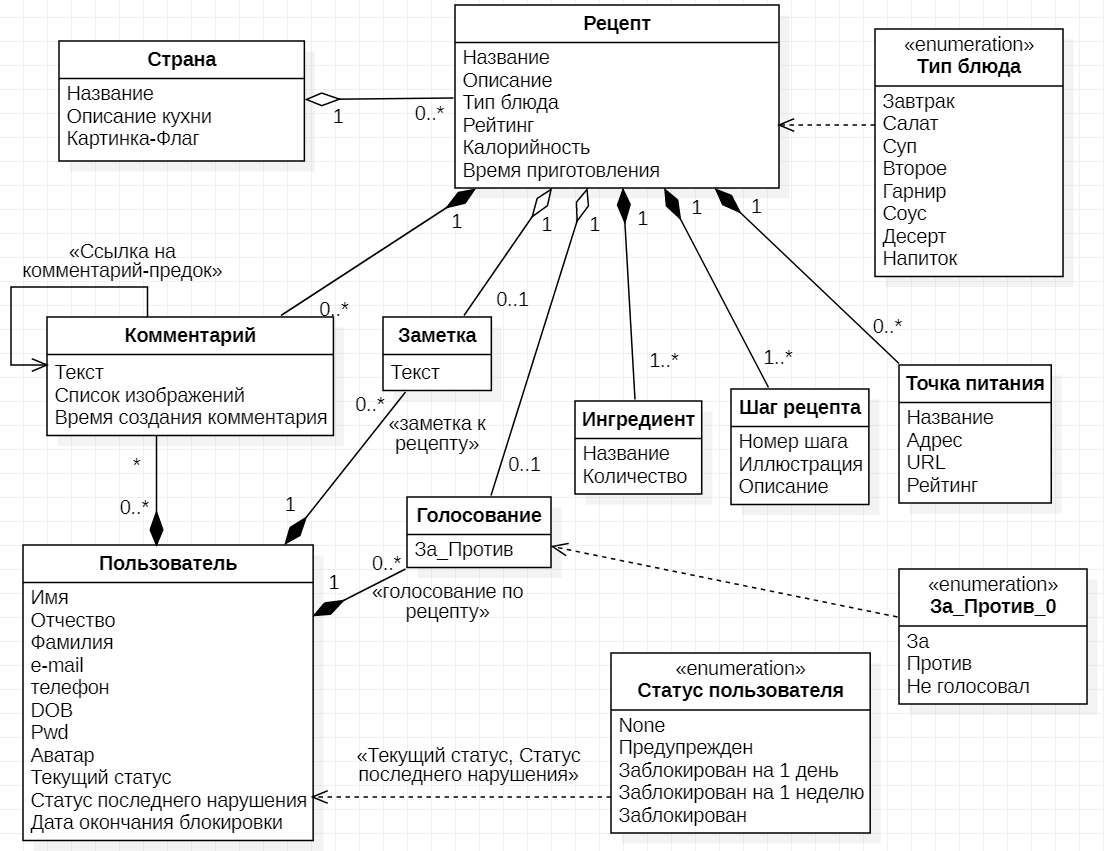 Рецепт
Название
Описание
Тип блюда
Рейтинг
Калорийность
Время приготовления
Страна
Название
Описание кухни
Картинка-Флаг
1
0..*
«enumeration»
Тип блюда
Завтрак
Салат
Суп
Второе
Гарнир
Соус
Десерт
Напиток
1
1
1
1
1
1
«Ссылка на
комментарий-предок»
0..*
0..1
0..1
1..*
1..*
0..*
Комментарий
Текст
Список изображений
Время создания комментария
Заметка
Текст
0..*
«заметка к
рецепту»
Ингредиент
Название
Количество
Шаг рецепта
Номер шага
Иллюстрация
Описание
Точка питания
Название
Адрес
URL
Рейтинг
*
0..*
1
Голосование
За_Против
0..*
1
«голосование по
рецепту»
Пользователь
Имя
Отчество
Фамилия
e-mail
телефон
DOB
Pwd
Аватар
Текущий статус
Статус последнего нарушения
Дата окончания блокировки
«enumeration»
За_Против_0
За
Против
Не голосовал
«enumeration»
Статус пользователя
None
Предупрежден
Заблокирован на 1 день
Заблокирован на 1 неделю
Заблокирован
«Текущий статус, Статус
последнего нарушения»